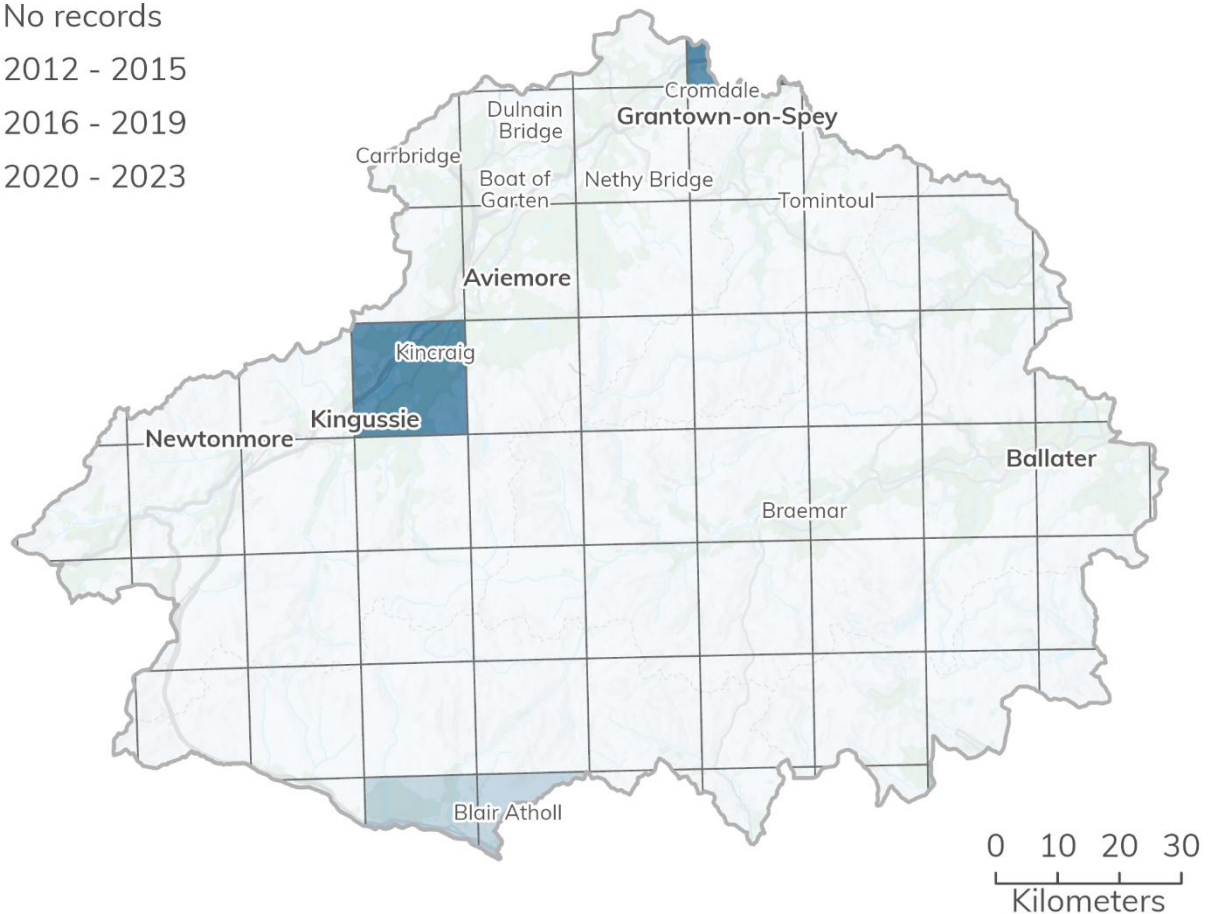 No records
2012 - 2015
2016 - 2019
2020 - 2023
Cromdale
Dulnain
Bridge
Grantown-on-Spey
Carrbridge
Boat of
Garten
Nethy Bridge
Tomintoul
Aviemore
Kincraig
Kingussie
Newtonmore
Ballater
Braemar
Blair Atholl
0 10 20 30
Kilometers